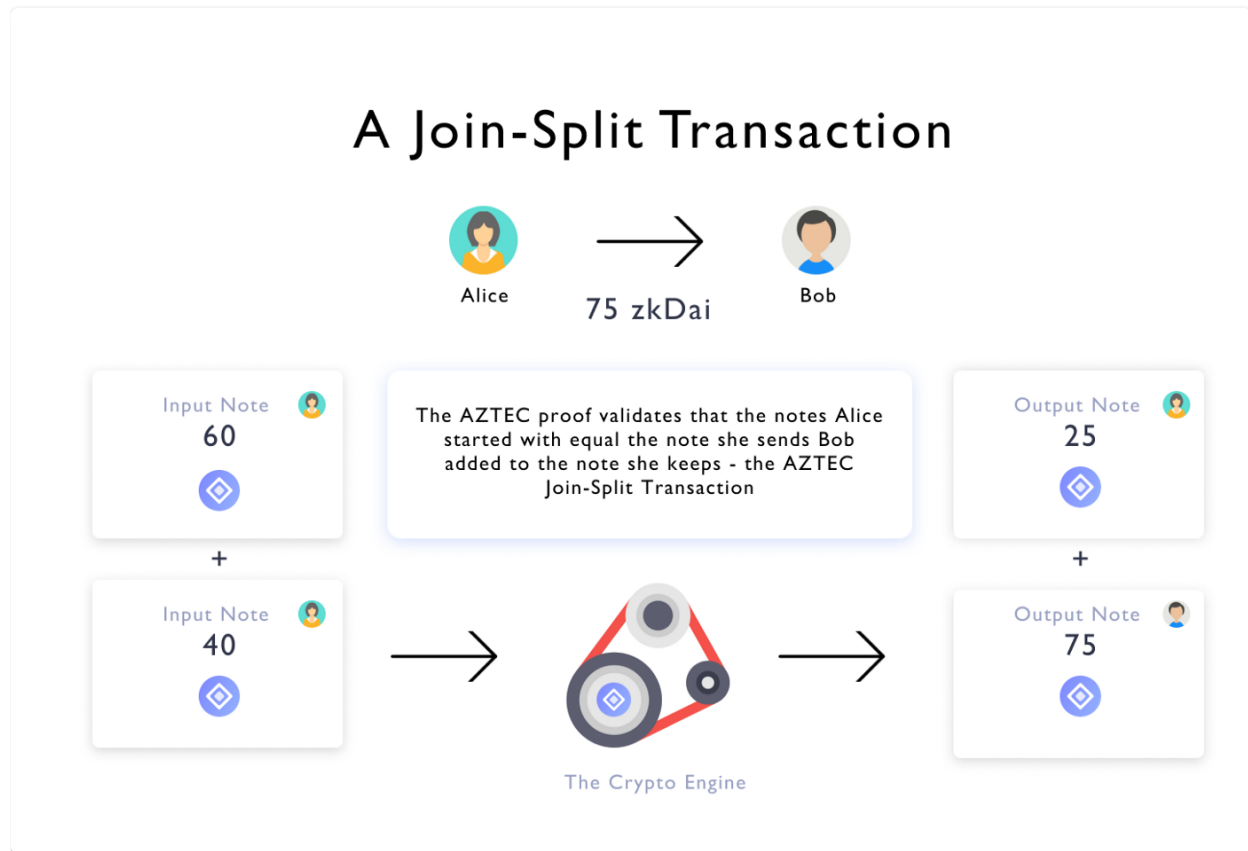 A Join-Split Transaction
Alice
75 zkDai
Bob
Input Note
60
+
Input Note
40
The AZTEC proof validates that the notes Alice
started with equal the note she sends Bob
added to the note she keeps - the AZTEC
Join-Split Transaction
The Crypto Engine
Output Note
25
+
Output Note
75